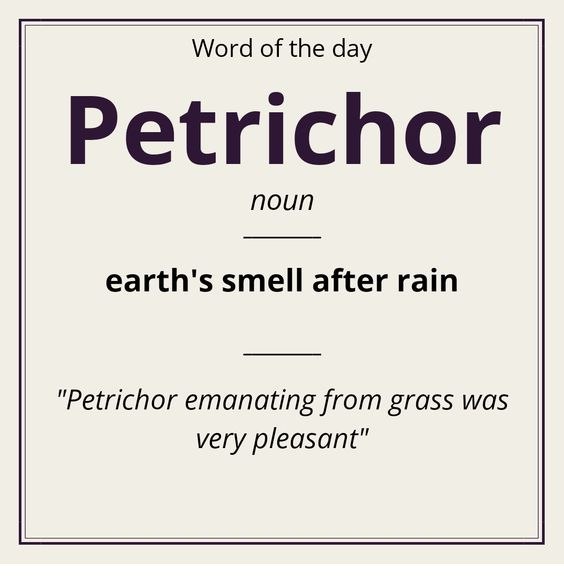 Word of the day
Petrichor
noun
earth's smell after rain
"Petrichor emanating from grass was
very pleasant"